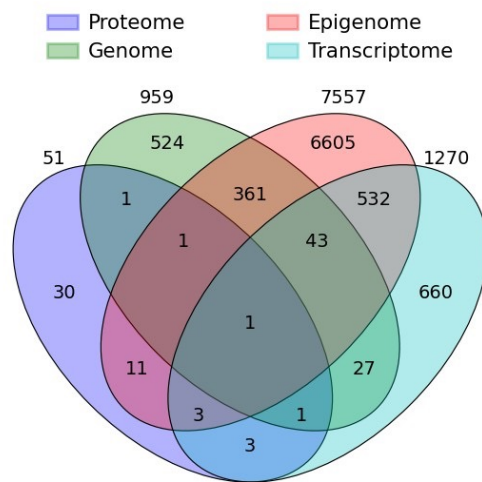 Proteome Epigenome
Genome Transcriptome
959 7557
51 524 6605 1270
1 361 532
1 43
30 660
1
11 27
3 1
3